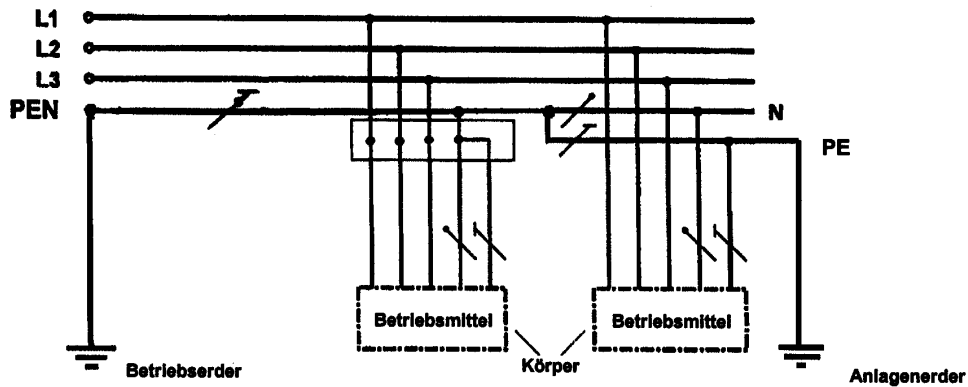 L1
L2
L3
PEN
N
PE
Betriebsmittel
Betriebsmittel
Körper
Betriebserder
Anlagenerder